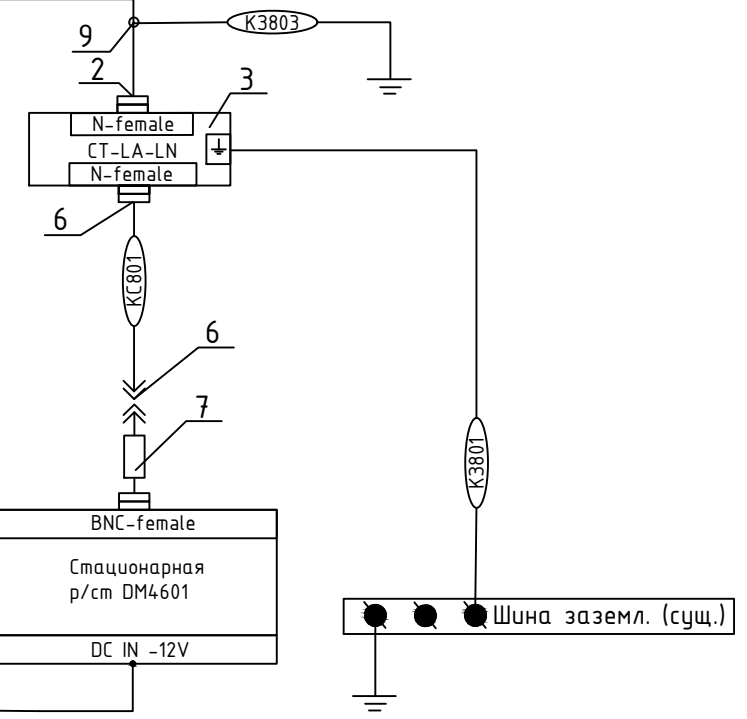 9
К3803
2
3
N-female
CT-LA-LN
N-female
6
КС801
6
7
К3801
BNC-female
Стационарная
р/ст DM4601
Шина заземл. (сущ.)
DC IN -12V